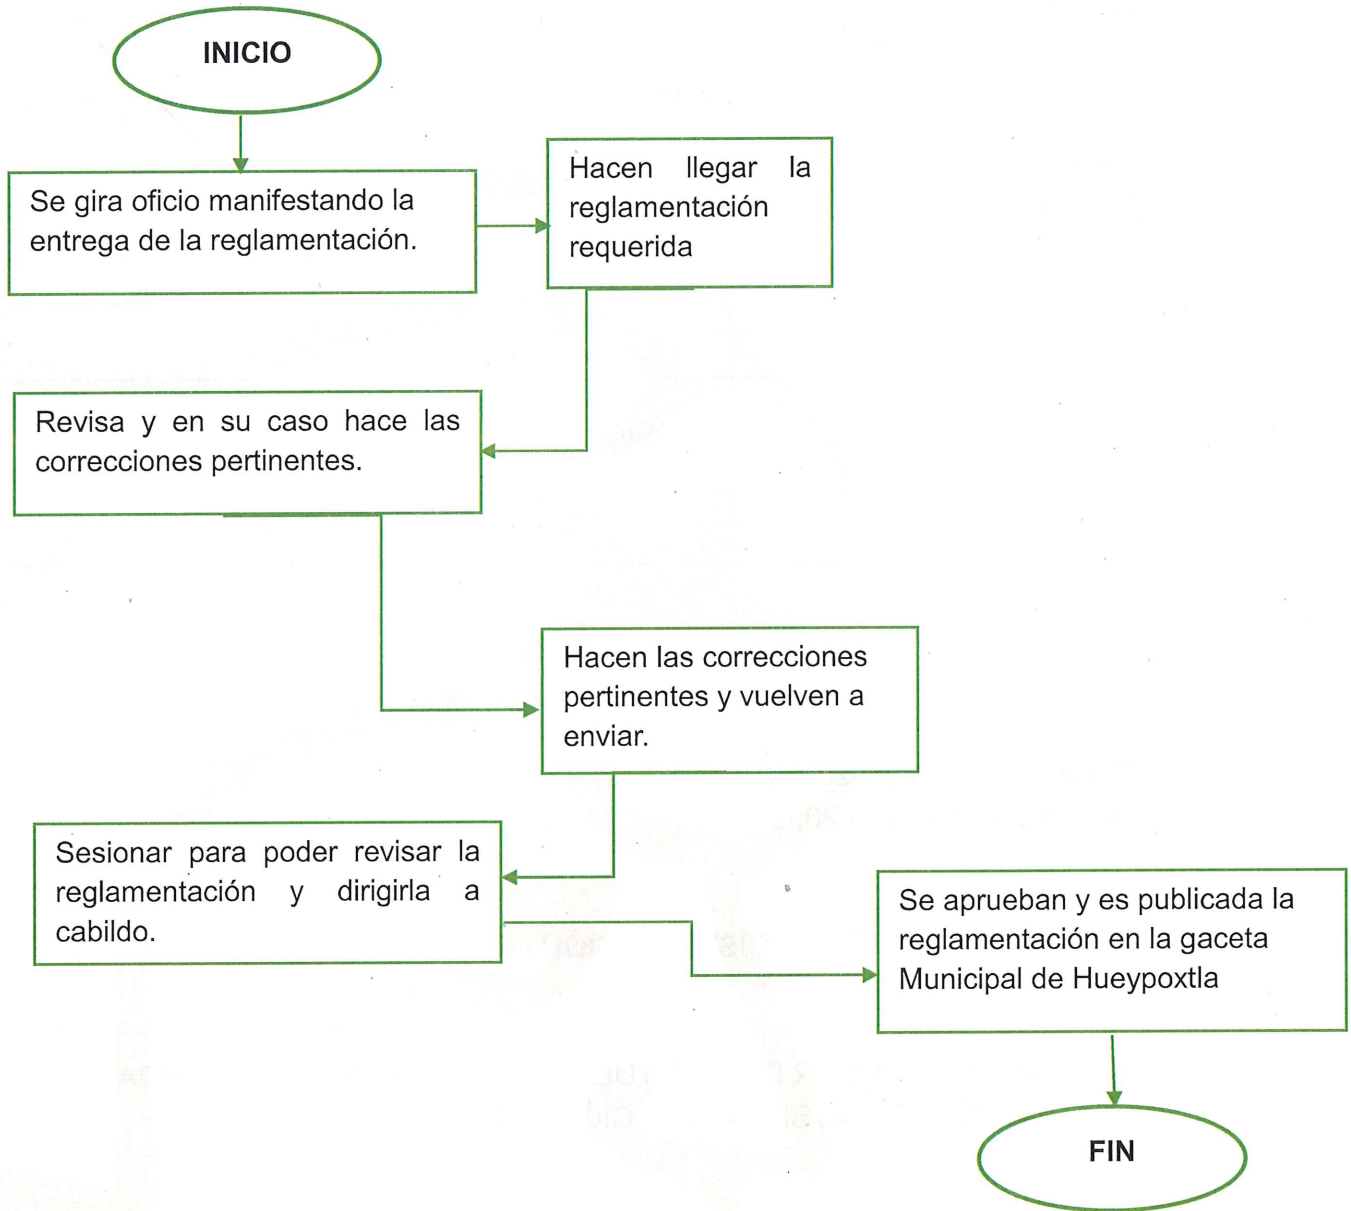 INICIO
Se gira oficio manifestando la
entrega de la reglamentación.
Hacen llegar la
reglamentación
requerida
Revisa y en su caso hace las
correcciones pertinentes.
Hacen las correcciones
pertinentes y vuelven a
enviar.
Sesionar para poder revisar la
reglamentación y dirigirla a
cabildo.
Se aprueban y es publicada la
reglamentación en la gaceta
Municipal de Hueypoxtla
FIN